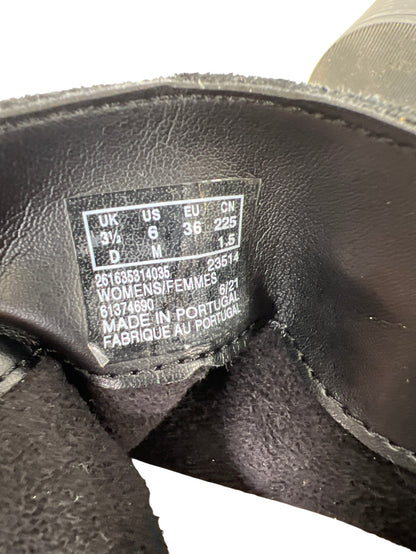 UK US EU CN
3½ 6 36 225
D M 1.5
261635314035 23514
WOMENS/FEMMES
61374690 6/21
MADE IN PORTUGAL
FABRIQUE AU PORTUGAL